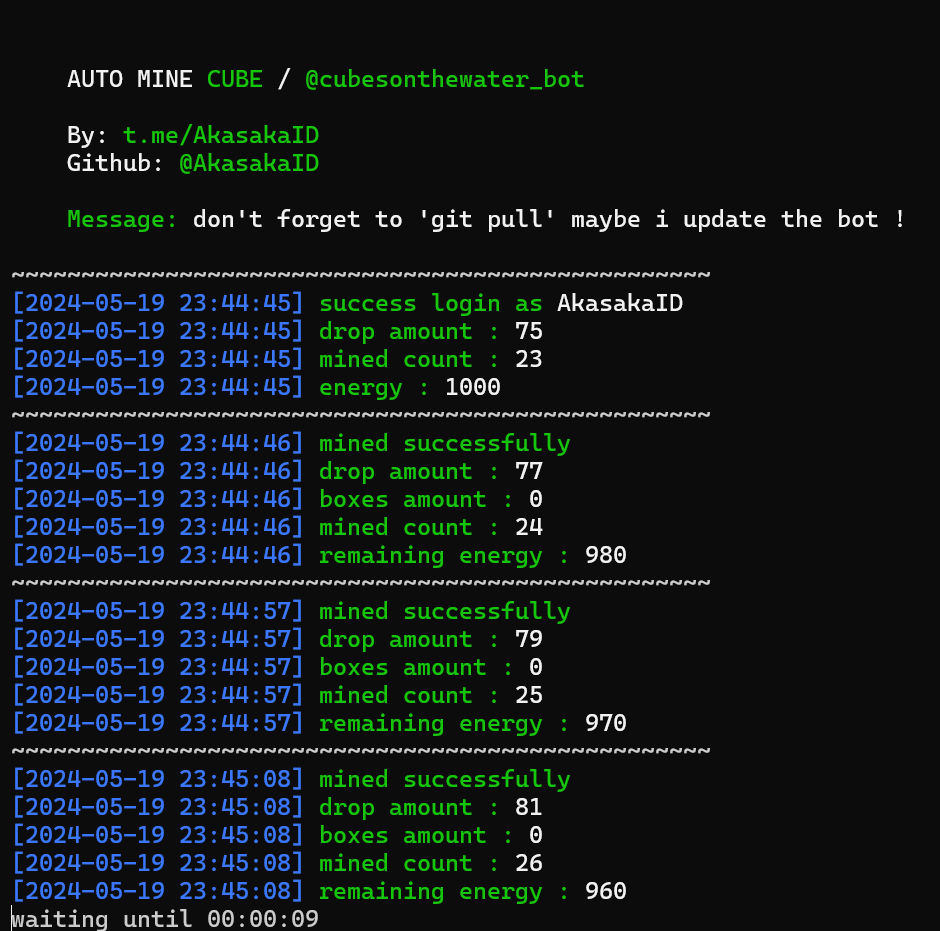 AUTO MINE CUBE / @cubesonthewater_bot
By: t.me/AkasakaID
Github: @AkasakaID
Message: don't forget to 'git pull' maybe i update the bot !
~~~~~~~~~~~~~~~~~~~~~~~~~~~~~~~~~~~~~~~~~~~~~~~~~~
[2024-05-19 23:44:45] success login as AkasakaID
[2024-05-19 23:44:45] drop amount : 75
[2024-05-19 23:44:45] mined count : 23
[2024-05-19 23:44:45] energy : 1000
~~~~~~~~~~~~~~~~~~~~~~~~~~~~~~~~~~~~~~~~~~~~~~~~~~
[2024-05-19 23:44:46] mined successfully
[2024-05-19 23:44:46] drop amount : 77
[2024-05-19 23:44:46] boxes amount : 0
[2024-05-19 23:44:46] mined count : 24
[2024-05-19 23:44:46] remaining energy : 980
~~~~~~~~~~~~~~~~~~~~~~~~~~~~~~~~~~~~~~~~~~~~~~~~~~
[2024-05-19 23:44:57] mined successfully
[2024-05-19 23:44:57] drop amount : 79
[2024-05-19 23:44:57] boxes amount : 0
[2024-05-19 23:44:57] mined count : 25
[2024-05-19 23:44:57] remaining energy : 970
~~~~~~~~~~~~~~~~~~~~~~~~~~~~~~~~~~~~~~~~~~~~~~~~~~
[2024-05-19 23:45:08] mined successfully
[2024-05-19 23:45:08] drop amount : 81
[2024-05-19 23:45:08] boxes amount : 0
[2024-05-19 23:45:08] mined count : 26
[2024-05-19 23:45:08] remaining energy : 960
waiting until 00:00:09